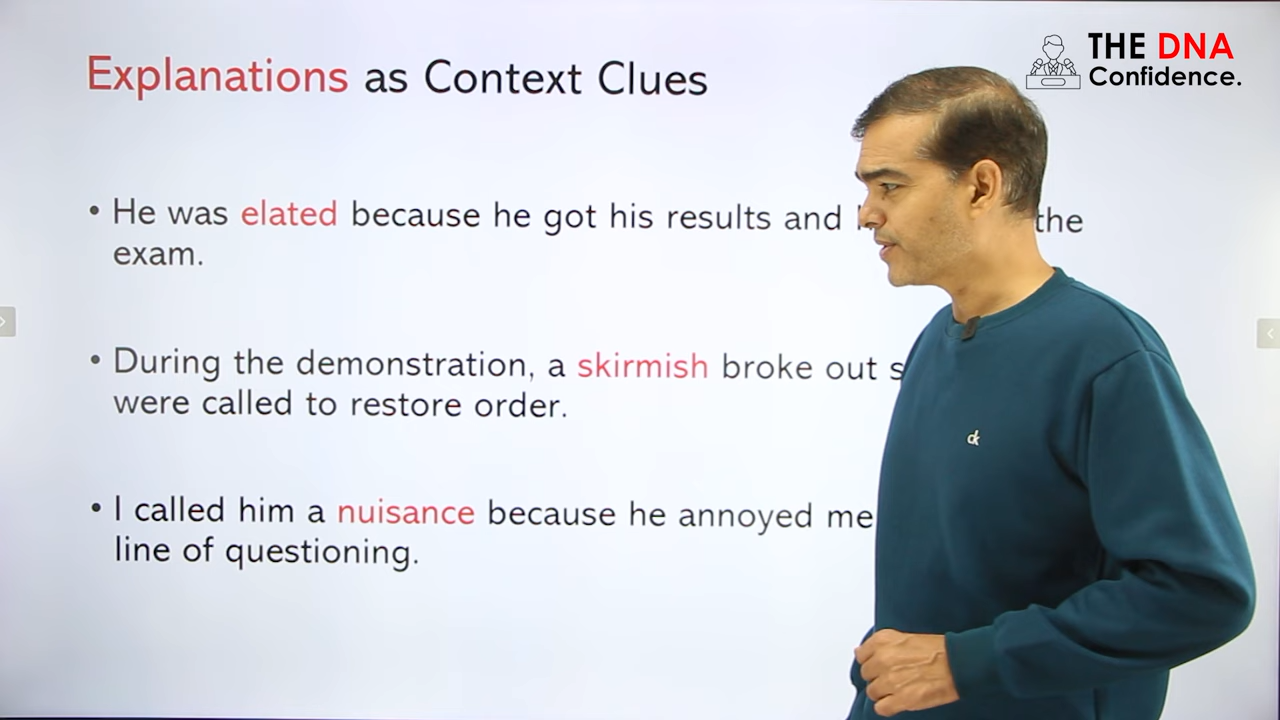 THE DNA
Confidence.
Explanations as Context Clues
• He was elated because he got his results and the
exam.
• During the demonstration, a skirmish broke out
were called to restore order.
• I called him a nuisance because he annoyed me
line of questioning.
dk